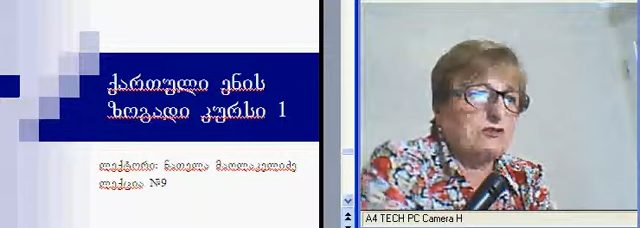 ქართული ენის
ზოგადი კურსი 1
ლექტორი: ნათელა მაღლაკელიძე
ლექცია №9
A4 TECH PC Camera H